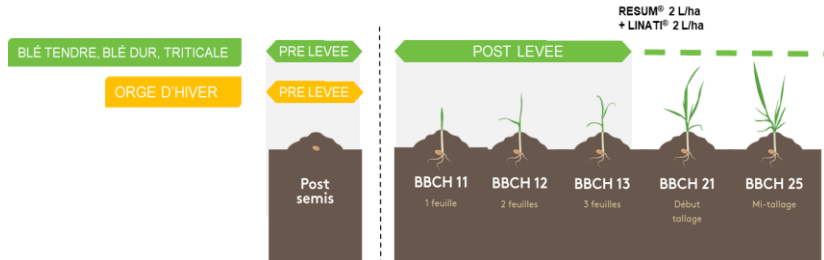 RESUM® 2 L/ha
+ LINATI® 2 L/ha
BLÉ TENDRE, BLÉ DUR, TRITICALE
PRE LEVEE
POST LEVEE
ORGE D'HIVER
PRE LEVEE
Post
semis
BBCH 11
1 feuille
BBCH 12
2 feuilles
BBCH 13
3 feuilles
BBCH 21
Début
tallage
BBCH 25
Mi-tallage